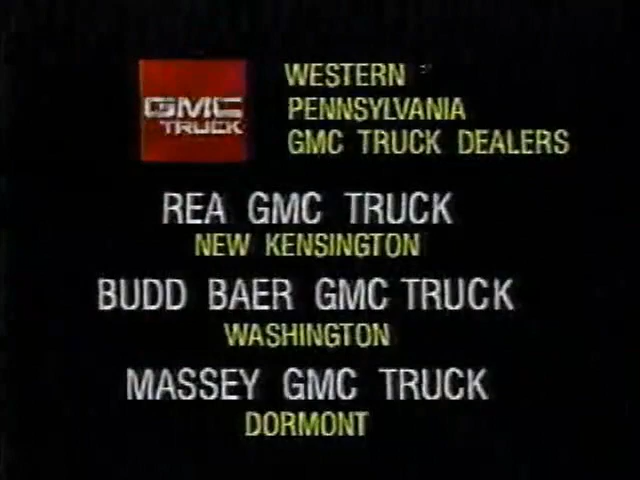 GMC
TRUCK
WESTERN
PENNSYLVANIA
GMC TRUCK DEALERS
REA GMC TRUCK
NEW KENSINGTON
BUDD BAER GMC TRUCK
WASHINGTON
MASSEY GMC TRUCK
DORMONT